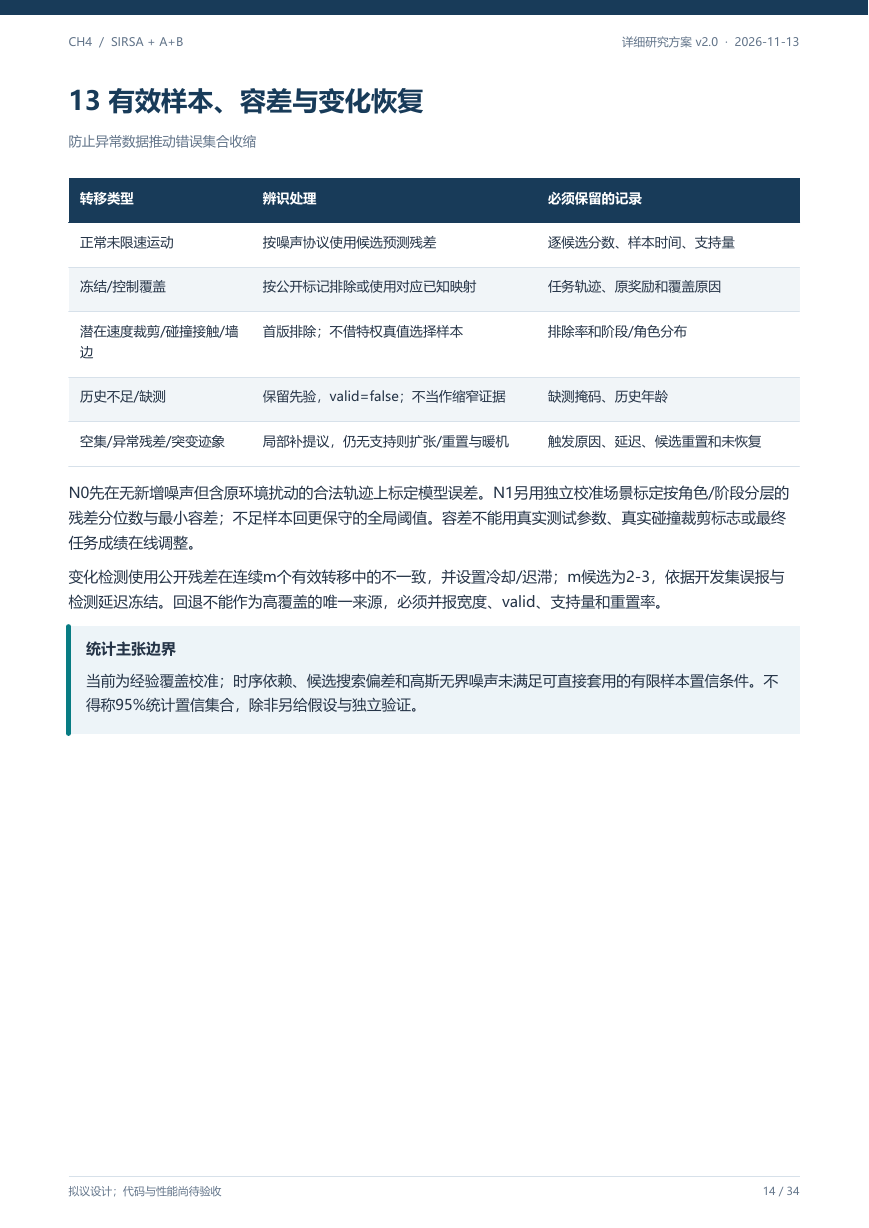 CH4 / SIRSA + A+B
详细研究方案 v2.0 · 2026-11-13
13 有效样本、容差与变化恢复
防止异常数据推动错误集合收缩
转移类型 辨识处理 必须保留的记录
正常未限速运动 按噪声协议使用候选预测残差 逐候选分数、样本时间、支持量
冻结/控制覆盖 按公开标记排除或使用对应已知映射 任务轨迹、原奖励和覆盖原因
潜在速度裁剪/碰撞接触/墙 首版排除；不借特权真值选择样本 排除率和阶段/角色分布
边
历史不足/缺测 保留先验，valid=false；不当作缩窄证据 缺测掩码、历史年龄
空集/异常残差/突变迹象 局部补提议，仍无支持则扩张/重置与暖机 触发原因、延迟、候选重置和未恢复
N0先在无新增噪声但含原环境扰动的合法轨迹上标定模型误差。N1另用独立校准场景标定按角色/阶段分层的
残差分位数与最小容差；不足样本回更保守的全局阈值。容差不能用真实测试参数、真实碰撞裁剪标志或最终
任务成绩在线调整。
变化检测使用公开残差在连续m个有效转移中的不一致，并设置冷却/迟滞；m候选为2-3，依据开发集误报与
检测延迟冻结。回退不能作为高覆盖的唯一来源，必须并报宽度、valid、支持量和重置率。
统计主张边界
当前为经验覆盖校准；时序依赖、候选搜索偏差和高斯无界噪声未满足可直接套用的有限样本置信条件。不
得称95%统计置信集合，除非另给假设与独立验证。
拟议设计；代码与性能尚待验收
14 / 34